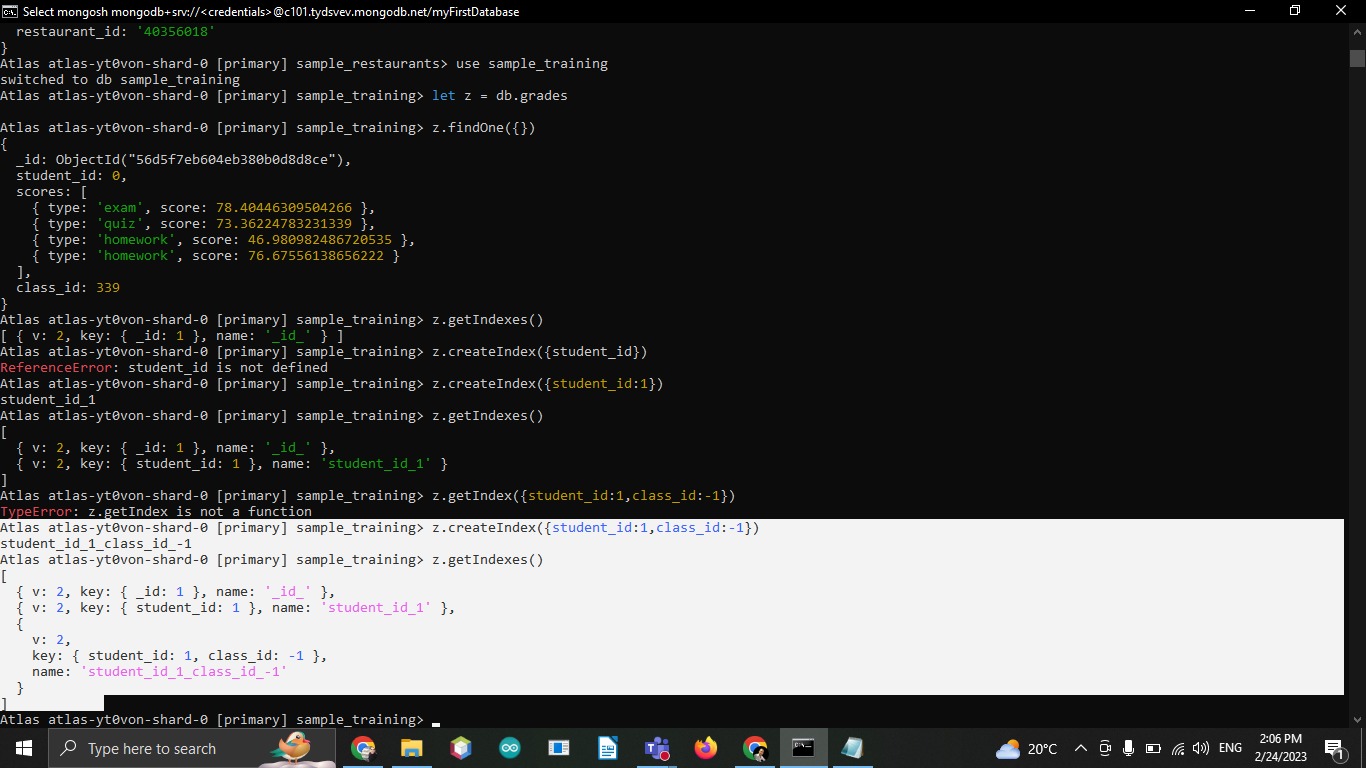 Select mongosh mongodb+srv://<credentials>@c101.tydsvev.mongodb.net/myFirstDatabase
  restaurant_id: '40356018'
}
Atlas atlas-yt0von-shard-0 [primary] sample_restaurants> use sample_training
switched to db sample_training
Atlas atlas-yt0von-shard-0 [primary] sample_training> let z = db.grades

Atlas atlas-yt0von-shard-0 [primary] sample_training> z.findOne({})
{
  _id: ObjectId("56d5f7eb604eb380b0d8d8ce"),
  student_id: 0,
  scores: [
    { type: 'exam', score: 78.40446309504266 },
    { type: 'quiz', score: 73.36224783231339 },
    { type: 'homework', score: 46.980982486720535 },
    { type: 'homework', score: 76.67556138656222 }
  ],
  class_id: 339
}
Atlas atlas-yt0von-shard-0 [primary] sample_training> z.getIndexes()
[ { v: 2, key: { _id: 1 }, name: '_id_' } ]
Atlas atlas-yt0von-shard-0 [primary] sample_training> z.createIndex({student_id})
ReferenceError: student_id is not defined
Atlas atlas-yt0von-shard-0 [primary] sample_training> z.createIndex({student_id:1})
student_id_1
Atlas atlas-yt0von-shard-0 [primary] sample_training> z.getIndexes()
[
  { v: 2, key: { _id: 1 }, name: '_id_' },
  { v: 2, key: { student_id: 1 }, name: 'student_id_1' }
]
Atlas atlas-yt0von-shard-0 [primary] sample_training> z.getIndex({student_id:1,class_id:-1})
TypeError: z.getIndex is not a function
Atlas atlas-yt0von-shard-0 [primary] sample_training> z.createIndex({student_id:1,class_id:-1})
student_id_1_class_id_-1
Atlas atlas-yt0von-shard-0 [primary] sample_training> z.getIndexes()
[
  { v: 2, key: { _id: 1 }, name: '_id_' },
  { v: 2, key: { student_id: 1 }, name: 'student_id_1' },
  {
    v: 2,
    key: { student_id: 1, class_id: -1 },
    name: 'student_id_1_class_id_-1'
  }
]
Atlas atlas-yt0von-shard-0 [primary] sample_training>
Type here to search
20°C
ENG
2:06 PM
2/24/2023
1